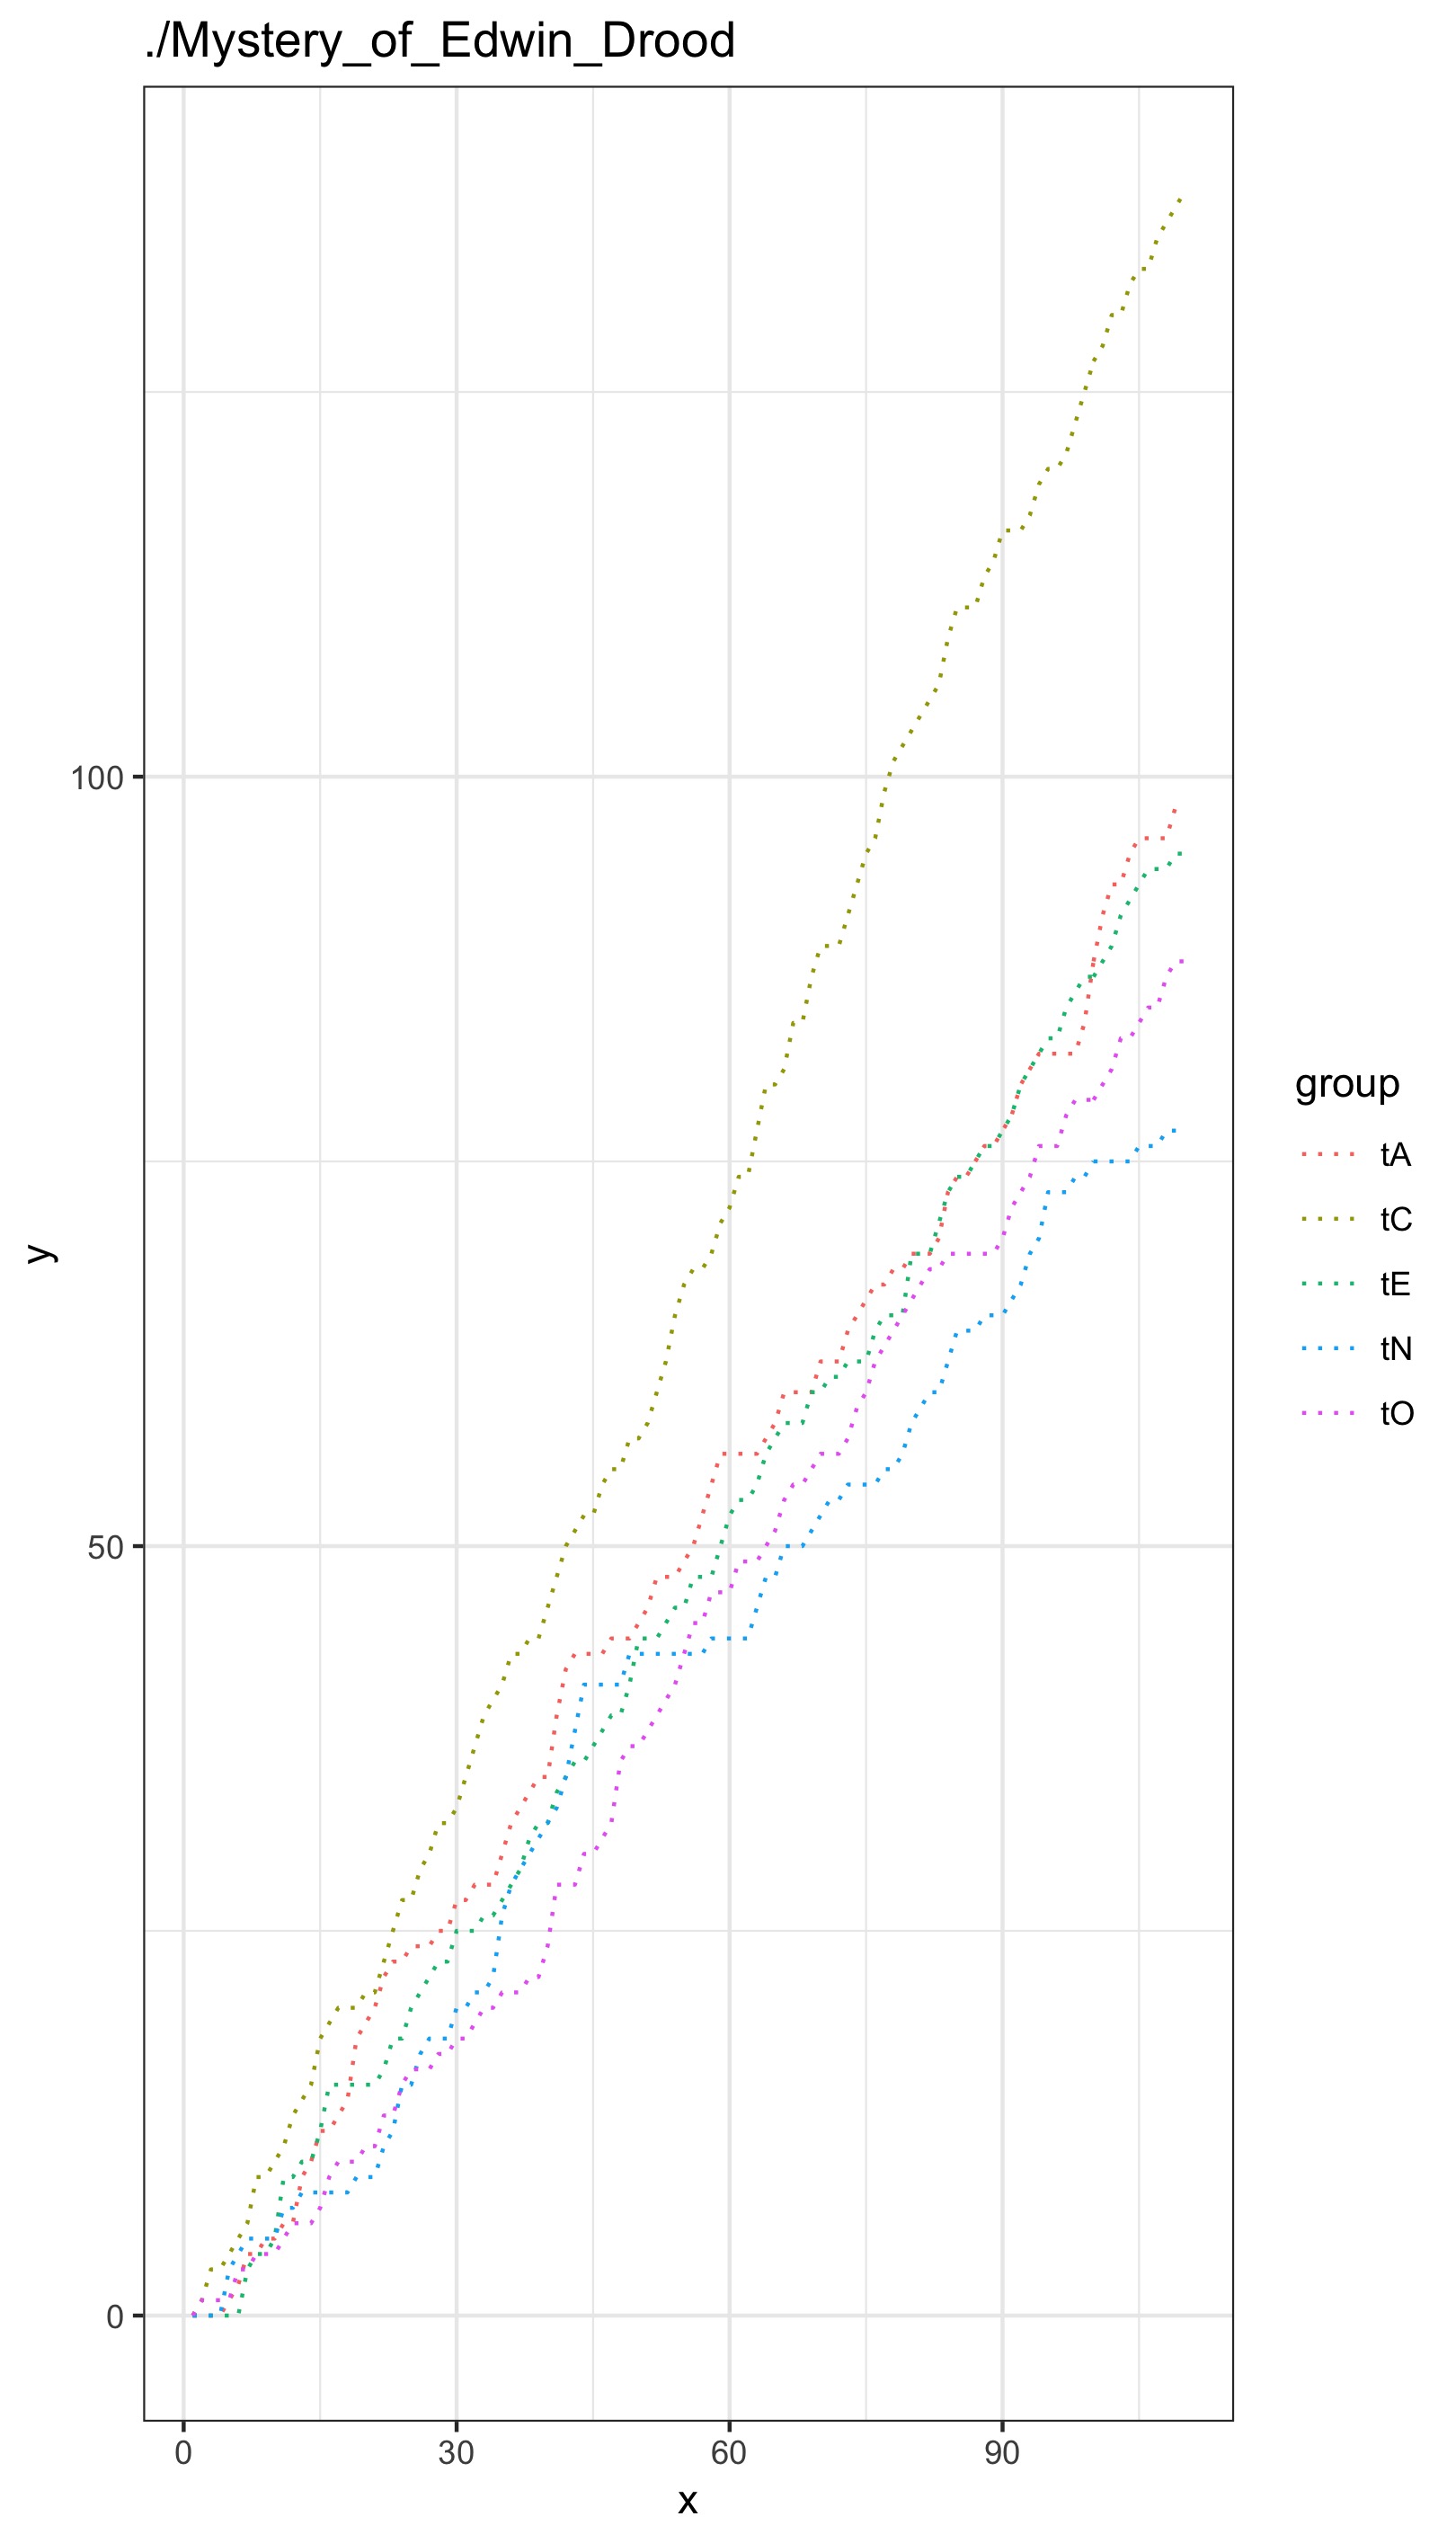 ./Mystery_of_Edwin_Drood
100
50
0
y
0 30 60 90
x
group
tA
tC
tE
tN
tO